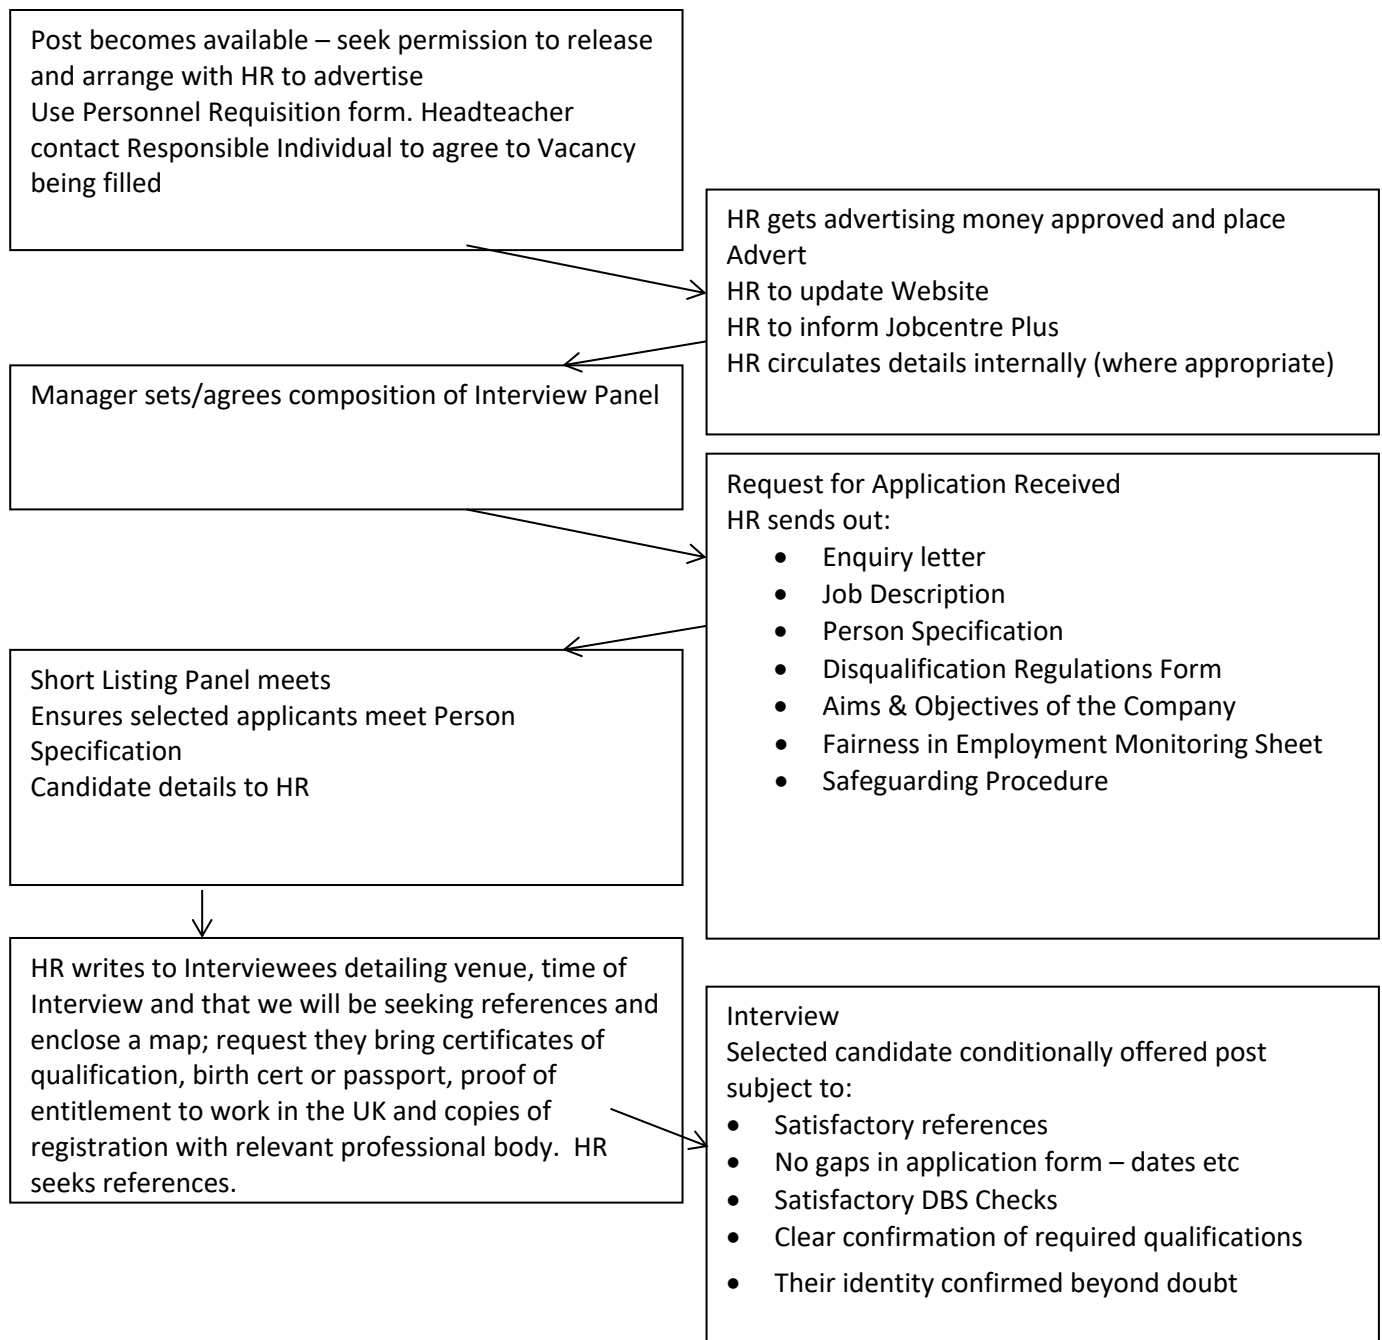 Post becomes available – seek permission to release
and arrange with HR to advertise
Use Personnel Requisition form. Headteacher
contact Responsible Individual to agree to Vacancy
being filled
HR gets advertising money approved and place
Advert
HR to update Website
HR to inform Jobcentre Plus
HR circulates details internally (where appropriate)
Manager sets/agrees composition of Interview Panel
Request for Application Received
HR sends out:
• Enquiry letter
• Job Description
• Person Specification
• Disqualification Regulations Form
• Aims & Objectives of the Company
• Fairness in Employment Monitoring Sheet
• Safeguarding Procedure
Short Listing Panel meets
Ensures selected applicants meet Person
Specification
Candidate details to HR
HR writes to Interviewees detailing venue, time of
Interview and that we will be seeking references and
enclose a map; request they bring certificates of
qualification, birth cert or passport, proof of
entitlement to work in the UK and copies of
registration with relevant professional body.  HR
seeks references.
Interview
Selected candidate conditionally offered post
subject to:
• Satisfactory references
• No gaps in application form – dates etc
• Satisfactory DBS Checks
• Clear confirmation of required qualifications
• Their identity confirmed beyond doubt